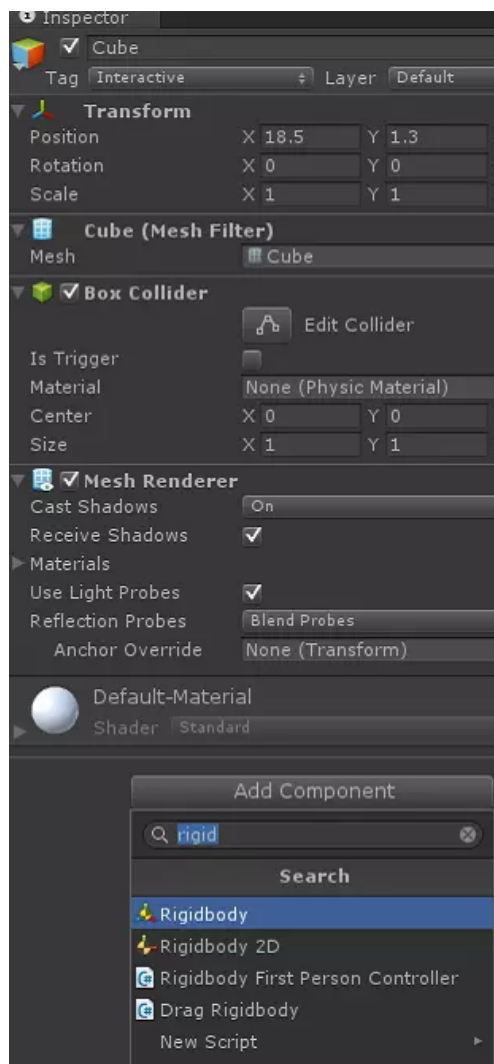 Inspector
Cube
Tag Interactive Layer Default
Transform
Position X 18.5 Y 1.3
Rotation X 0 Y 0
Scale X 1 Y 1
Cube (Mesh Filter)
Mesh Cube
Box Collider
Edit Collider
Is Trigger
Material None (Physic Material)
Center X 0 Y 0
Size X 1 Y 1
Mesh Renderer
Cast Shadows On
Receive Shadows
Materials
Use Light Probes
Reflection Probes Blend Probes
Anchor Override None (Transform)
Default-Material
Shader Standard
Add Component
rigid
Search
Rigidbody
Rigidbody 2D
Rigidbody First Person Controller
Drag Rigidbody
New Script